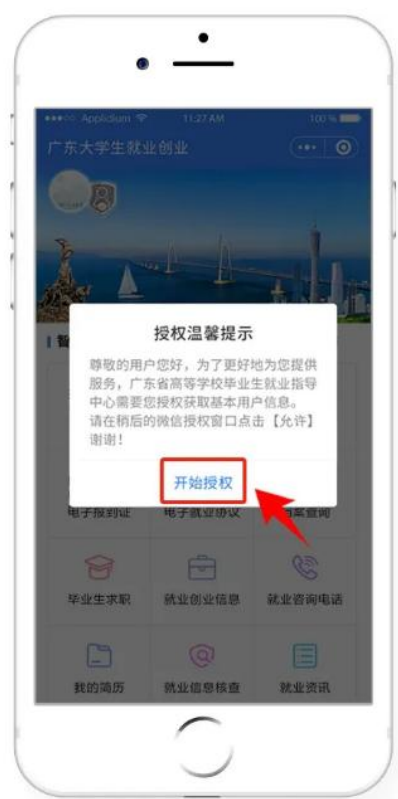 Applidium 11:27 AM 100 %
广东大学生就业创业
智
授权温馨提示
尊敬的用户您好，为了更好地为您提供
服务，广东省高等学校毕业生就业指导
中心需要您授权获取基本用户信息。
请在稍后的微信授权窗口点击【允许】
谢谢！
开始授权
电子报到证 电子就业协议 档案查询
毕业生求职 就业创业信息 就业咨询电话
我的简历 就业信息核查 就业资讯